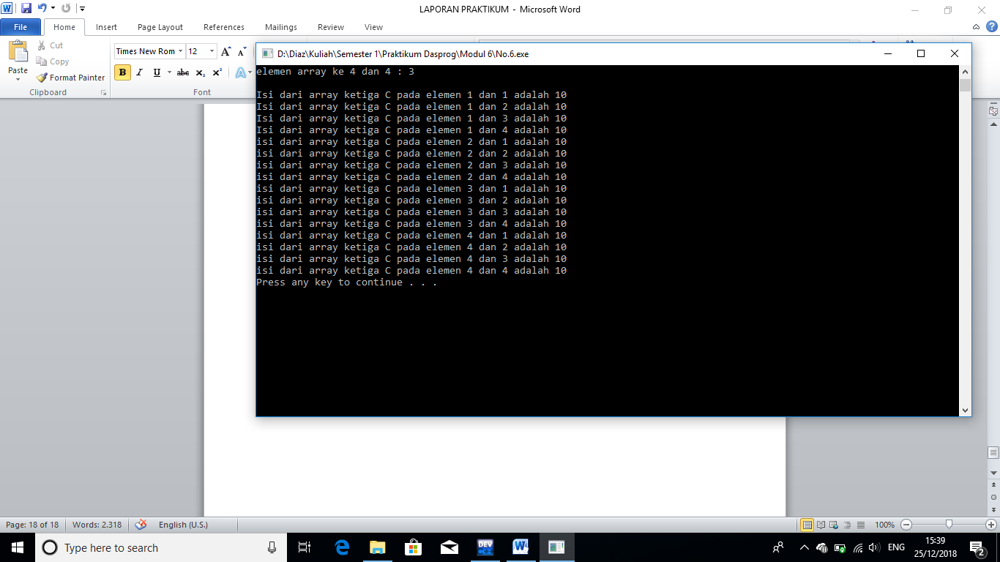 LAPORAN PRAKTIKUM - Microsoft Word
File Home Insert Page Layout References Mailings Review View
Paste
Cut
Copy
Format Painter
Clipboard
Times New Rom 12
B I U abc x₂ x² A
Font
D:\Diaz\Kuliah\Semester 1\Praktikum Dasprog\Modul 6\No.6.exe
elemen array ke 4 dan 4 : 3
Isi dari array ketiga C pada elemen 1 dan 1 adalah 10
Isi dari array ketiga C pada elemen 1 dan 2 adalah 10
Isi dari array ketiga C pada elemen 1 dan 3 adalah 10
Isi dari array ketiga C pada elemen 1 dan 4 adalah 10
isi dari array ketiga C pada elemen 2 dan 1 adalah 10
isi dari array ketiga C pada elemen 2 dan 2 adalah 10
isi dari array ketiga C pada elemen 2 dan 3 adalah 10
isi dari array ketiga C pada elemen 2 dan 4 adalah 10
isi dari array ketiga C pada elemen 3 dan 1 adalah 10
isi dari array ketiga C pada elemen 3 dan 2 adalah 10
isi dari array ketiga C pada elemen 3 dan 3 adalah 10
isi dari array ketiga C pada elemen 3 dan 4 adalah 10
isi dari array ketiga C pada elemen 4 dan 1 adalah 10
isi dari array ketiga C pada elemen 4 dan 2 adalah 10
isi dari array ketiga C pada elemen 4 dan 3 adalah 10
isi dari array ketiga C pada elemen 4 dan 4 adalah 10
Press any key to continue . . .
Page: 18 of 18 Words: 2.318 English (U.S.) 100%
Type here to search
DEV
ENG
15:39
25/12/2018
2